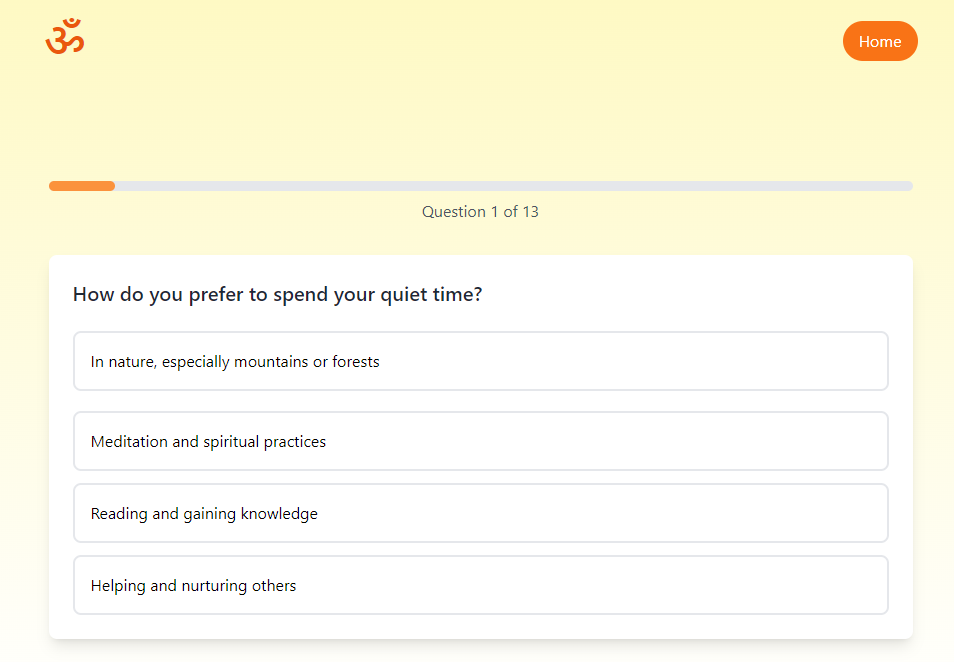 ॐ
Home
Question 1 of 13
How do you prefer to spend your quiet time?
In nature, especially mountains or forests
Meditation and spiritual practices
Reading and gaining knowledge
Helping and nurturing others